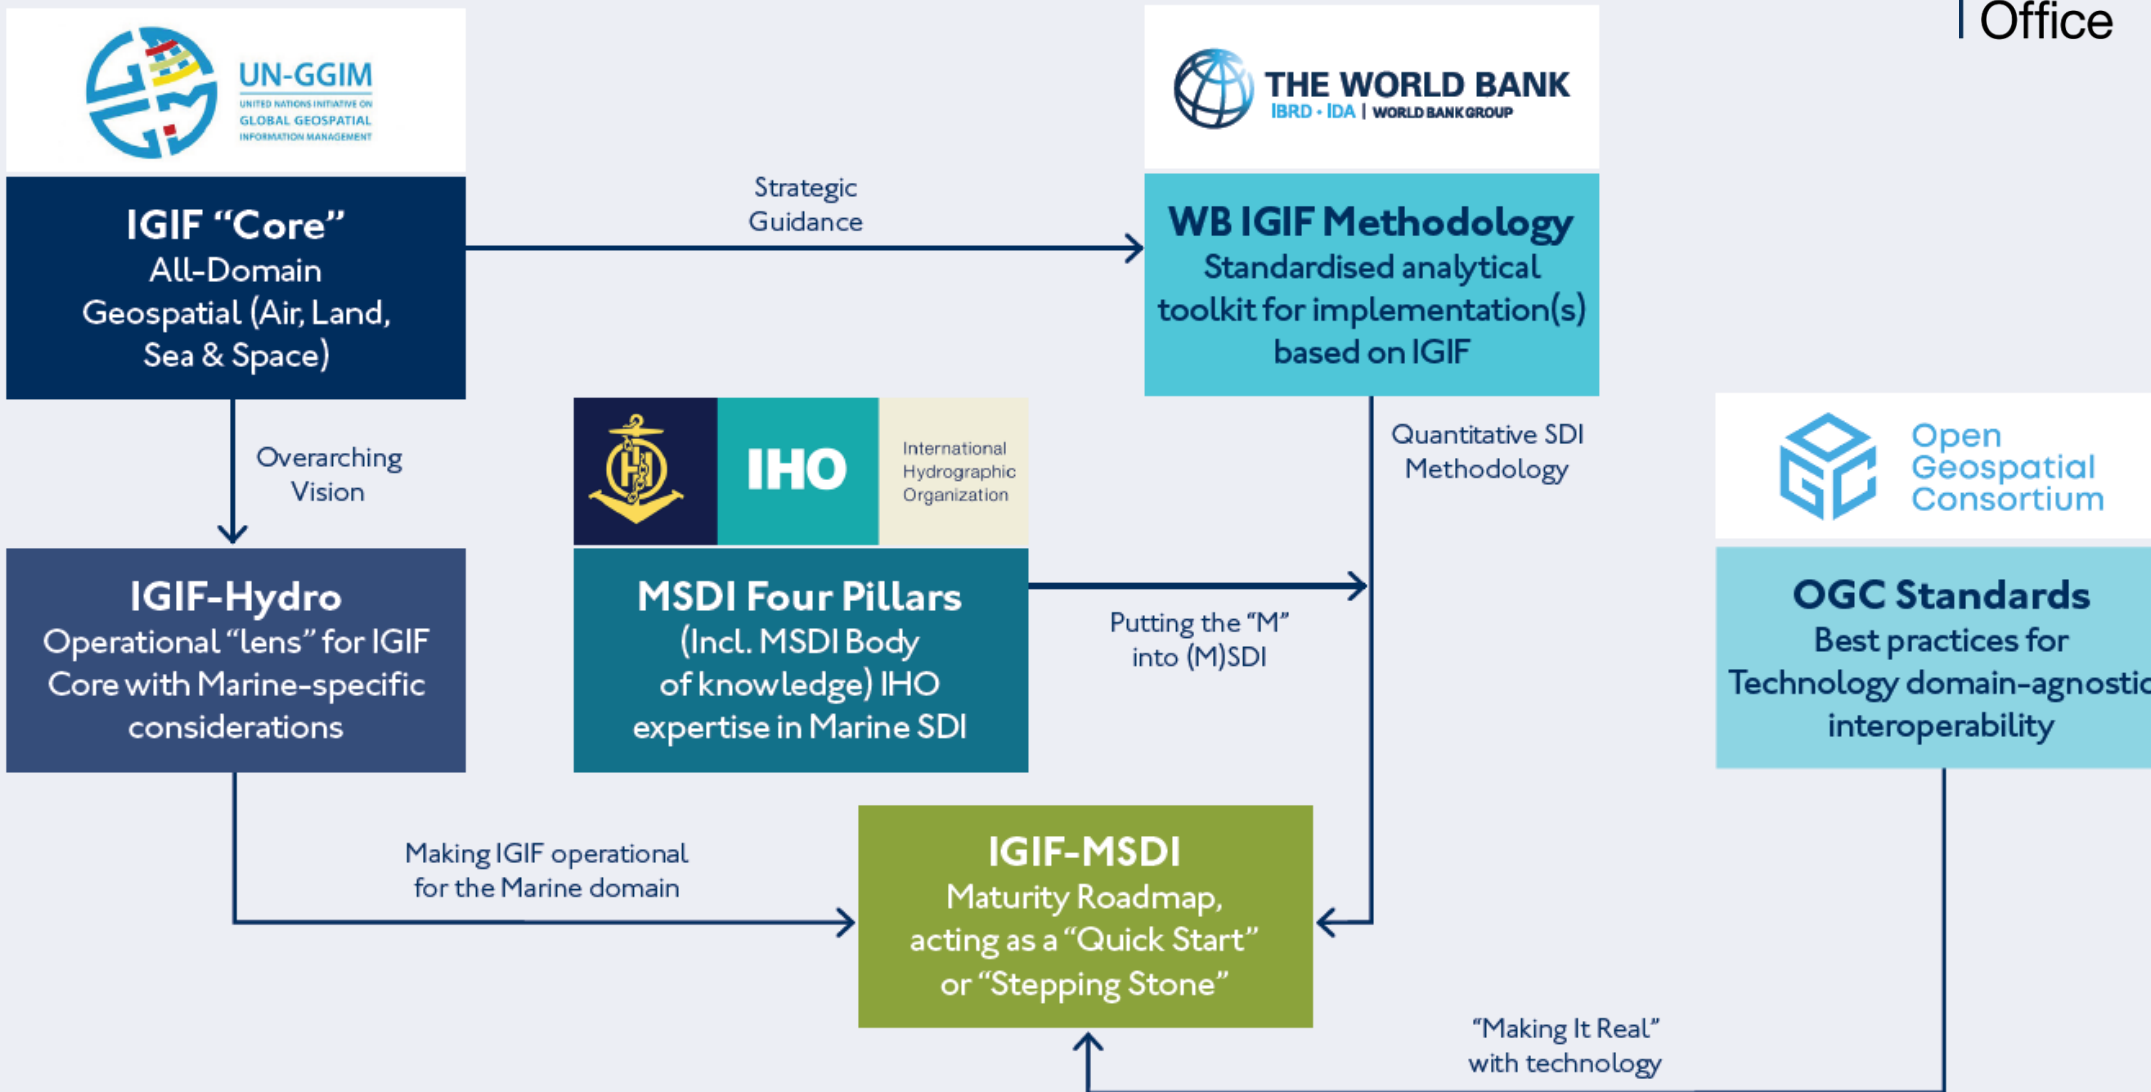 Office
UN-GGIM
UNITED NATIONS INITIATIVE ON
GLOBAL GEOSPATIAL
INFORMATION MANAGEMENT
THE WORLD BANK
IBRD • IDA | WORLD BANK GROUP
IGIF “Core”
All-Domain
Geospatial (Air, Land,
Sea & Space)
Strategic
Guidance
WB IGIF Methodology
Standardised analytical
toolkit for implementation(s)
based on IGIF
Overarching
Vision
IHO
International
Hydrographic
Organization
Quantitative SDI
Methodology
OGC
Open
Geospatial
Consortium
IGIF-Hydro
Operational “lens” for IGIF
Core with Marine-specific
considerations
MSDI Four Pillars
(Incl. MSDI Body
of knowledge) IHO
expertise in Marine SDI
Putting the “M”
into (M)SDI
OGC Standards
Best practices for
Technology domain-agnostic
interoperability
Making IGIF operational
for the Marine domain
IGIF-MSDI
Maturity Roadmap,
acting as a “Quick Start”
or “Stepping Stone”
“Making It Real”
with technology